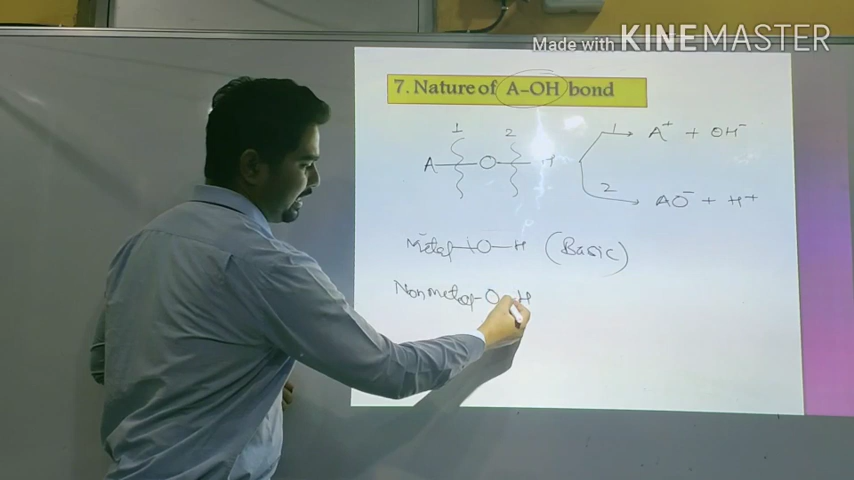 Made with KINEMASTER
7. Nature of A-OH bond
1 2
A-O-H
1 → A⁺ + OH⁻
2 → AO⁻ + H⁺
Metal-O-H (Basic)
Nonmetal-O-H